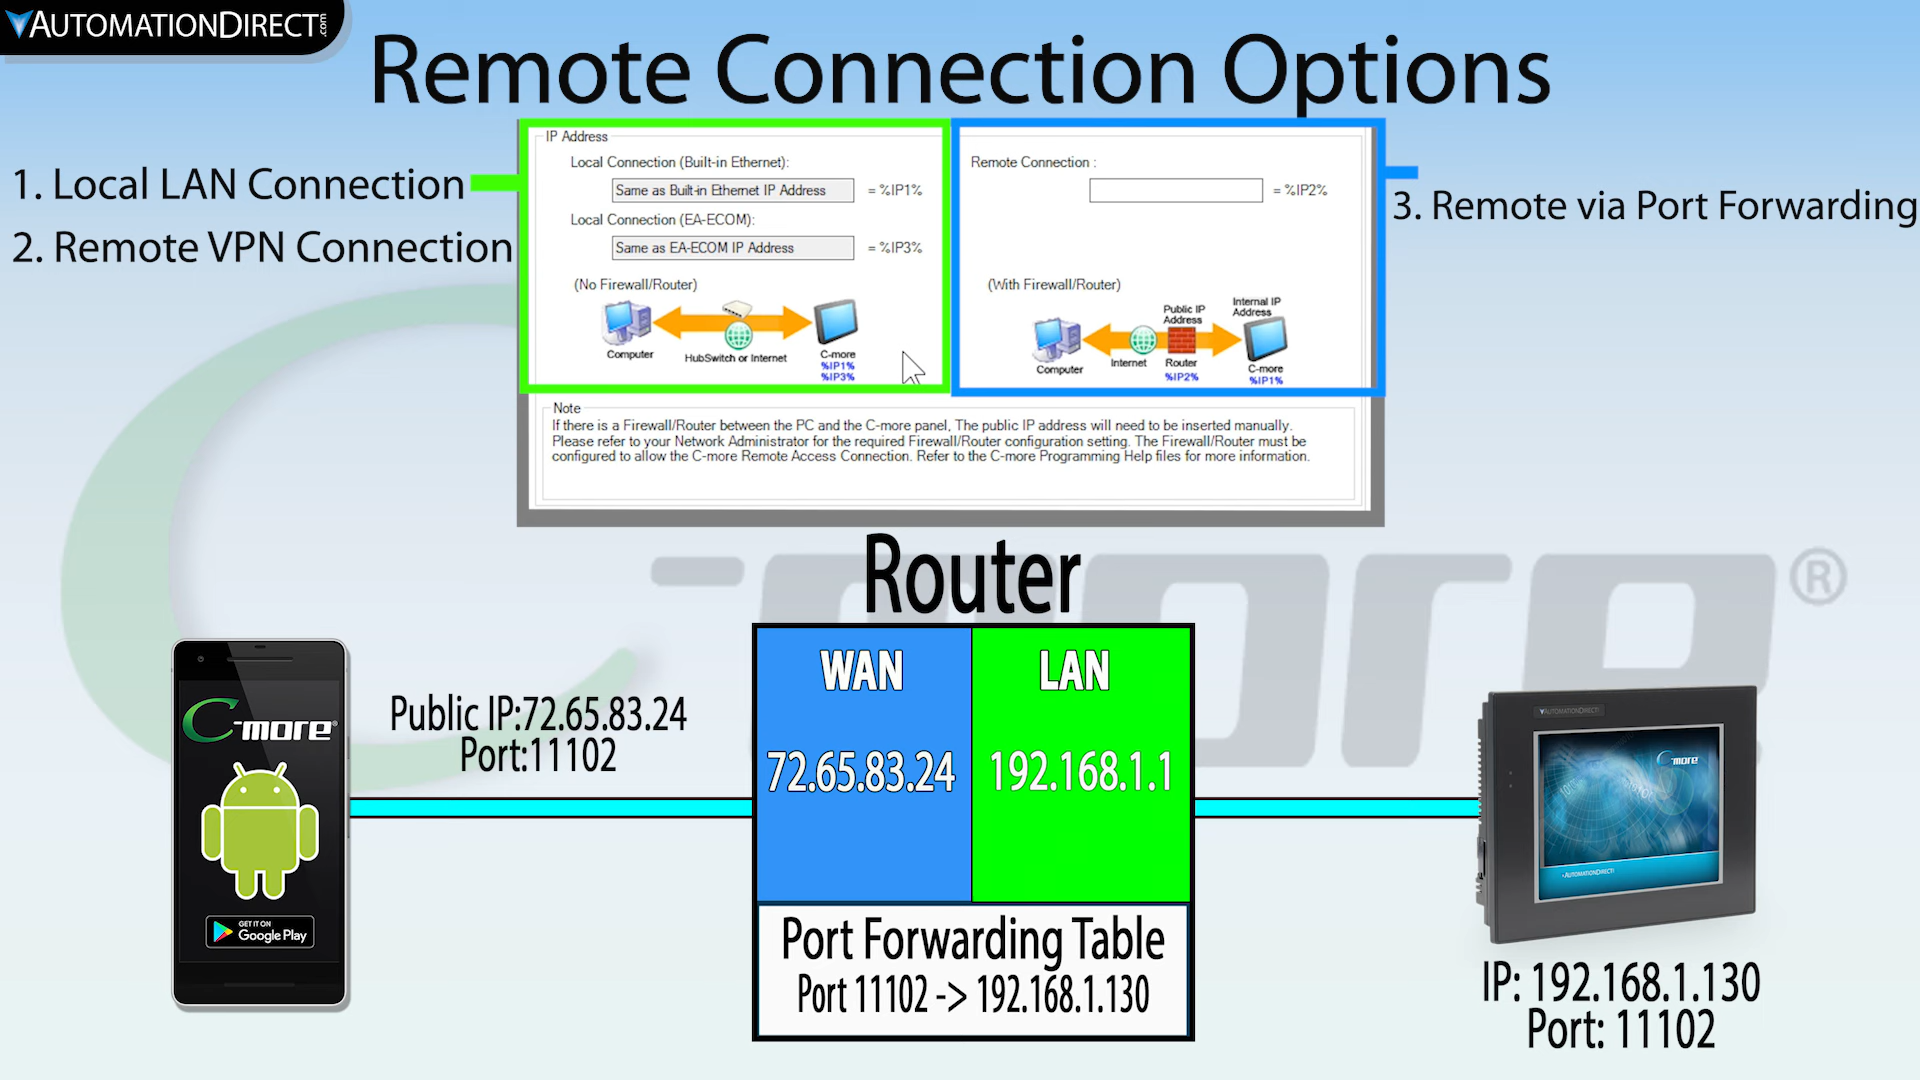 AUTOMATIONDIRECT.com
Remote Connection Options
1. Local LAN Connection
2. Remote VPN Connection
3. Remote via Port Forwarding
IP Address
Local Connection (Built-in Ethernet):
Same as Built-in Ethernet IP Address = %IP1%
Local Connection (EA-ECOM):
Same as EA-ECOM IP Address = %IP3%
(No Firewall/Router)
Computer
HubSwitch or Internet
C-more
%IP1%
%IP3%
Remote Connection :
= %IP2%
(With Firewall/Router)
Public IP
Address
Internal IP
Address
Computer
Internet
Router
%IP2%
C-more
%IP1%
Note
If there is a Firewall/Router between the PC and the C-more panel, The public IP address will need to be inserted manually.
Please refer to your Network Administrator for the required Firewall/Router configuration setting. The Firewall/Router must be
configured to allow the C-more Remote Access Connection. Refer to the C-more Programming Help files for more information.
C-more®
Router
WAN
LAN
72.65.83.24
192.168.1.1
Port Forwarding Table
Port 11102 -> 192.168.1.130
Public IP:72.65.83.24
Port:11102
C-more®
GET IT ON
Google Play
AUTOMATIONDIRECT
C-more
AUTOMATIONDIRECT
IP: 192.168.1.130
Port: 11102